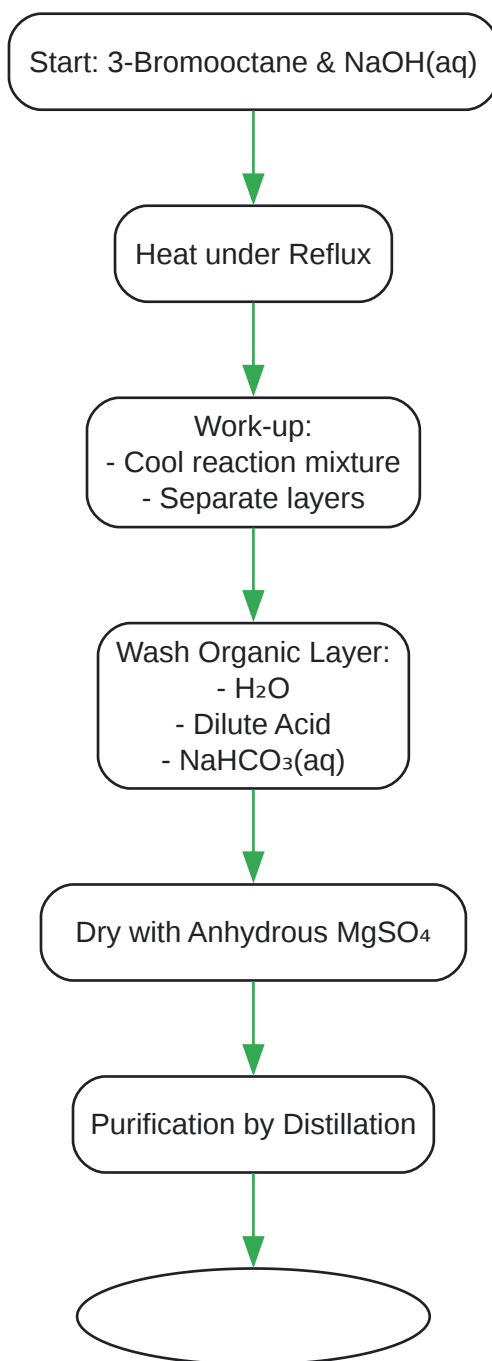 Start: 3-Bromooctane & NaOH(aq)
Heat under Reflux
Work-up:
- Cool reaction mixture
- Separate layers
Wash Organic Layer:
- H₂O
- Dilute Acid
- NaHCO₃(aq)
Dry with Anhydrous MgSO₄
Purification by Distillation